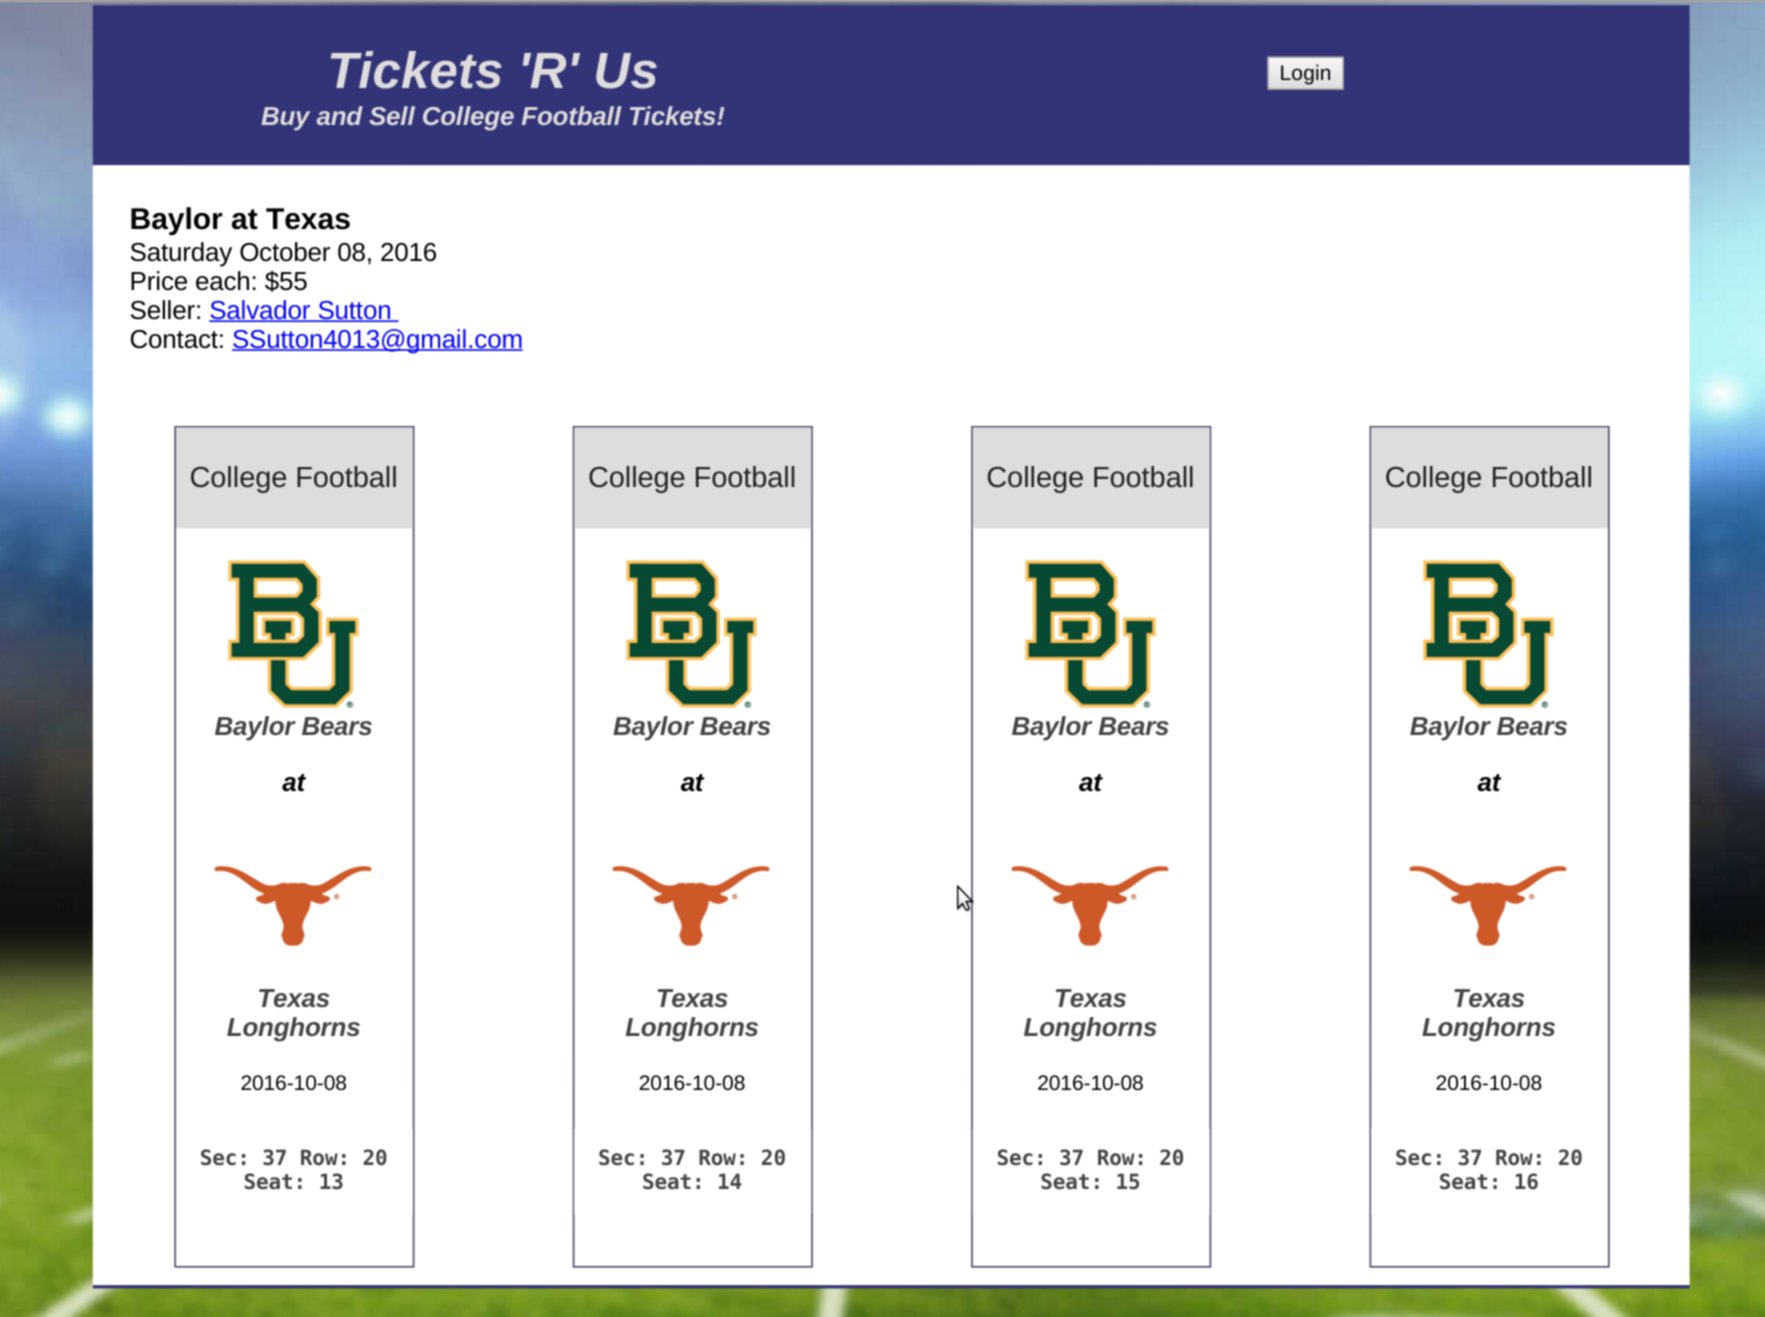 Tickets 'R' Us
Buy and Sell College Football Tickets!
Login
Baylor at Texas
Saturday October 08, 2016
Price each: $55
Seller: Salvador Sutton
Contact: SSutton4013@gmail.com
College Football
BU
Baylor Bears
at
Texas
Longhorns
2016-10-08
Sec: 37 Row: 20
Seat: 13
College Football
BU
Baylor Bears
at
Texas
Longhorns
2016-10-08
Sec: 37 Row: 20
Seat: 14
College Football
BU
Baylor Bears
at
Texas
Longhorns
2016-10-08
Sec: 37 Row: 20
Seat: 15
College Football
BU
Baylor Bears
at
Texas
Longhorns
2016-10-08
Sec: 37 Row: 20
Seat: 16